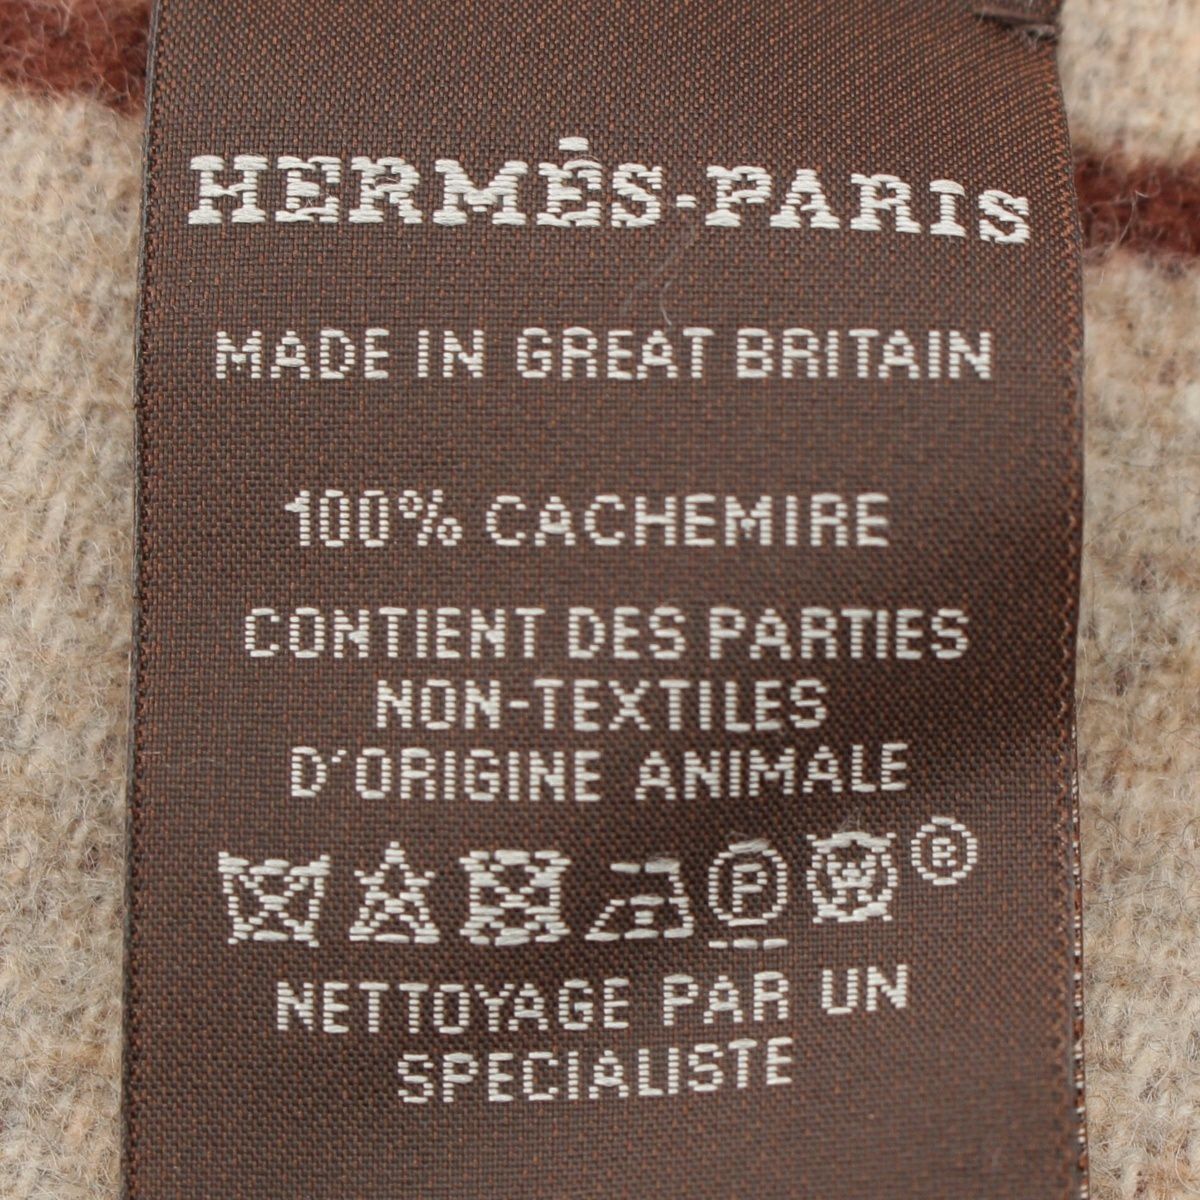 HERMÈS-PARIS
MADE IN GREAT BRITAIN
100% CACHEMIRE
CONTIENT DES PARTIES
NON-TEXTILES
D'ORIGINE ANIMALE
P W ®
NETTOYAGE PAR UN
SPECIALISTE